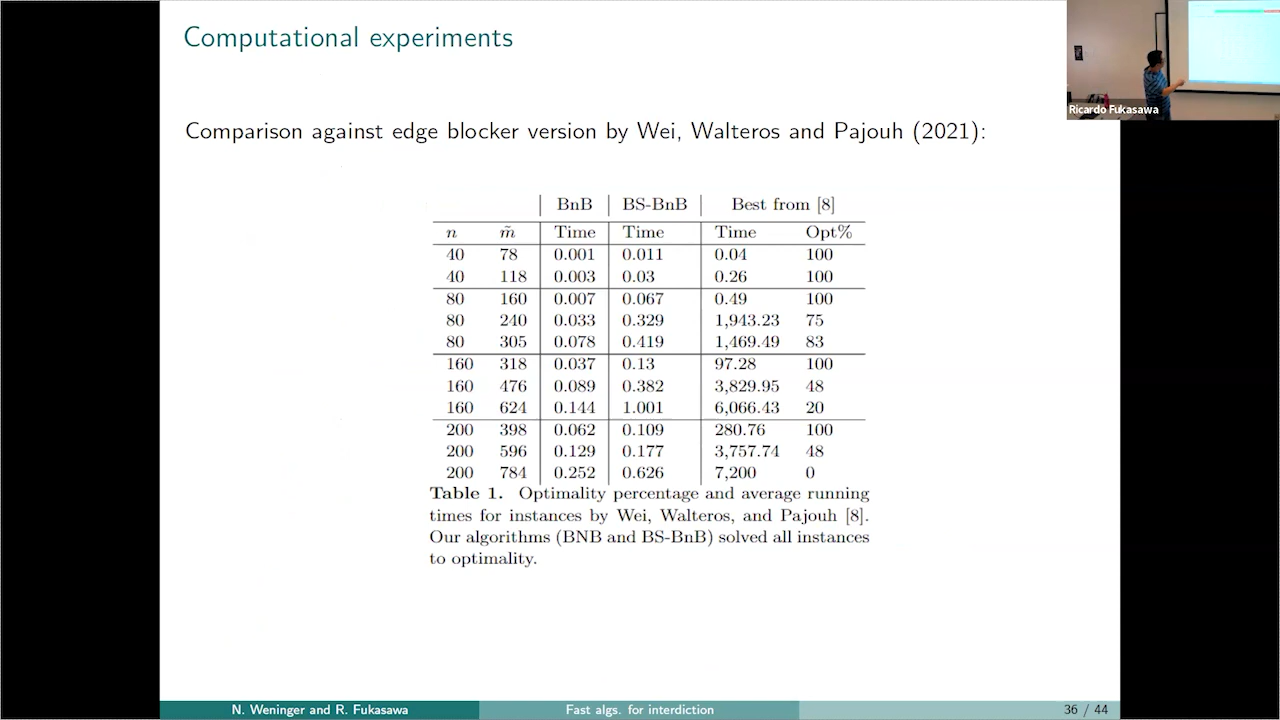 Computational experiments
Ricardo Fukasawa
Comparison against edge blocker version by Wei, Walteros and Pajouh (2021):
BnB BS-BnB Best from [8]
n m̃ Time Time Time Opt%
40 78 0.001 0.011 0.04 100
40 118 0.003 0.03 0.26 100
80 160 0.007 0.067 0.49 100
80 240 0.033 0.329 1,943.23 75
80 305 0.078 0.419 1,469.49 83
160 318 0.037 0.13 97.28 100
160 476 0.089 0.382 3,829.95 48
160 624 0.144 1.001 6,066.43 20
200 398 0.062 0.109 280.76 100
200 596 0.129 0.177 3,757.74 48
200 784 0.252 0.626 7,200 0
Table 1. Optimality percentage and average running
times for instances by Wei, Walteros, and Pajouh [8].
Our algorithms (BNB and BS-BnB) solved all instances
to optimality.
N. Weninger and R. Fukasawa Fast algs. for interdiction 36 / 44